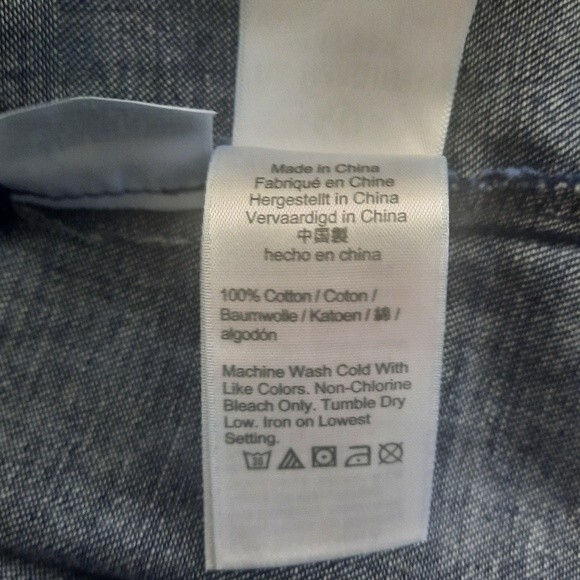 Made in China
Fabriqué en Chine
Hergestellt in China
Vervaardigd in China
中国製
hecho en china
100% Cotton / Coton /
Baumwolle / Katoen / 綿 /
algodón
Machine Wash Cold With
Like Colors. Non-Chlorine
Bleach Only. Tumble Dry
Low. Iron on Lowest
Setting.
30